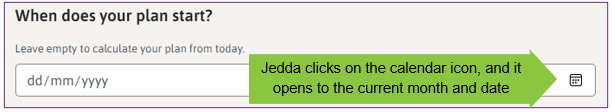 When does your plan start?
Leave empty to calculate your plan from today.
dd/mm/yyyy
Jedda clicks on the calendar icon, and it
opens to the current month and date